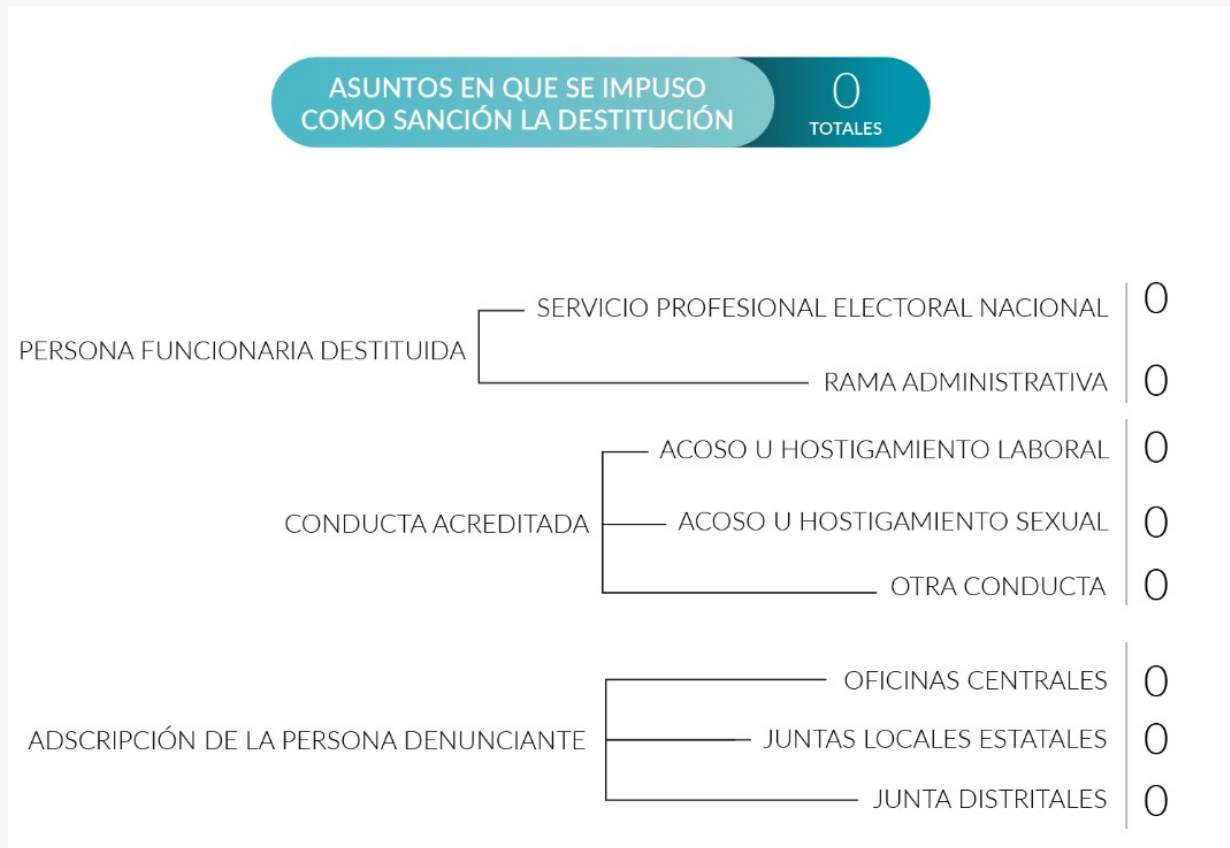 ASUNTOS EN QUE SE IMPUSO
COMO SANCIÓN LA DESTITUCIÓN
0
TOTALES
PERSONA FUNCIONARIA DESTITUIDA
SERVICIO PROFESIONAL ELECTORAL NACIONAL 0
RAMA ADMINISTRATIVA 0
CONDUCTA ACREDITADA
ACOSO U HOSTIGAMIENTO LABORAL 0
ACOSO U HOSTIGAMIENTO SEXUAL 0
OTRA CONDUCTA 0
ADSCRIPCIÓN DE LA PERSONA DENUNCIANTE
OFICINAS CENTRALES 0
JUNTAS LOCALES ESTATALES 0
JUNTA DISTRITALES 0